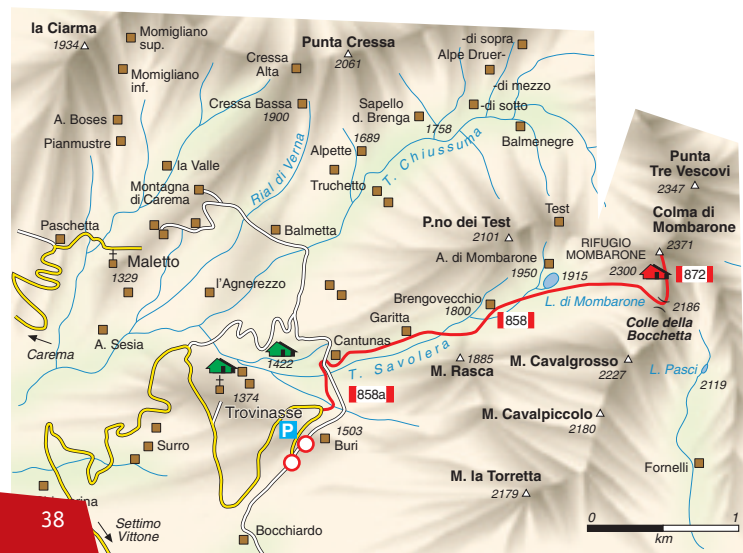 la Ciarma
1934
Momigliano
sup.
Momigliano
inf.
Punta Cressa
2061
Cressa
Alta
Cressa Bassa
1900
-di sopra
Alpe Druer-
-di mezzo
-di sotto
Sapello
d. Brenga
1758
Balmenegre
A. Boses
Pianmustre
la Valle
Montagna
di Carema
Rial di Verna
Alpette
1689
Truchetto
T. Chiussuma
Punta
Tre Vescovi
2347
Colma di
Mombarone
2371
Test
P.no dei Test
2101
RIFUGIO
MOMBARONE
2300
872
Paschetta
Maletto
1329
Balmetta
A. di Mombarone
1950
1915
l'Agnerezzo
Brengovecchio
1800
L. di Mombarone
2186
Colle della
Bocchetta
858
Garitta
Carema
A. Sesia
Cantunas
1422
T. Savolera
1885
M. Rasca
M. Cavalgrosso
2227
L. Pasci
2119
1374
Trovinasse
858a
M. Cavalpiccolo
2180
P
1503
Buri
Surro
Fornelli
M. la Torretta
2179
38
Settimo
Vittone
Bocchiardo
0
1
km